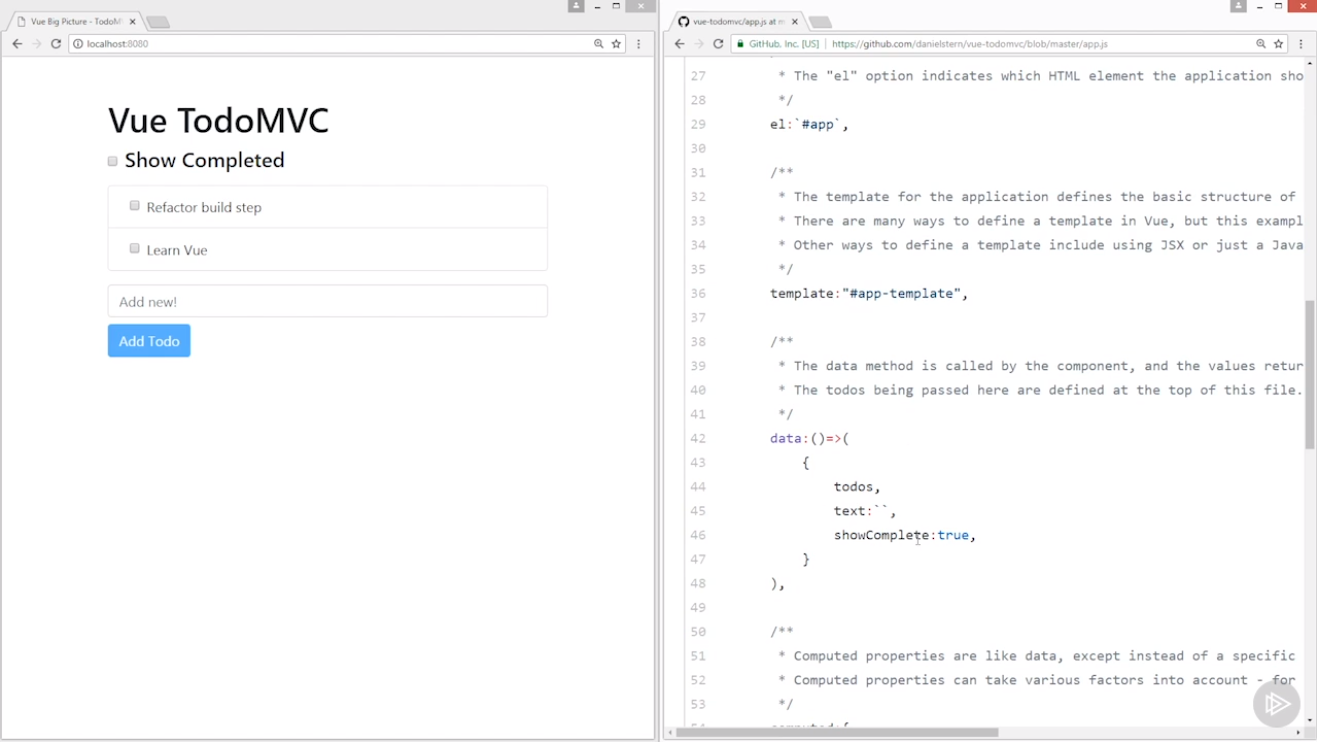 Vue Big Picture - TodoM
localhost:8080
Vue TodoMVC
Show Completed
Refactor build step
Learn Vue
Add new!
Add Todo
vue-todomvc/app.js at m
GitHub, Inc. [US] https://github.com/danielstern/vue-todomvc/blob/master/app.js
27 * The "el" option indicates which HTML element the application sho
28 */
29 el:`#app`,
30
31 /**
32 * The template for the application defines the basic structure of
33 * There are many ways to define a template in Vue, but this exampl
34 * Other ways to define a template include using JSX or just a Java
35 */
36 template:"#app-template",
37
38 /**
39 * The data method is called by the component, and the values retur
40 * The todos being passed here are defined at the top of this file.
41 */
42 data:()=>(
43 {
44 todos,
45 text:``,
46 showComplete:true,
47 }
48 ),
49
50 /**
51 * Computed properties are like data, except instead of a specific
52 * Computed properties can take various factors into account - for
53 */